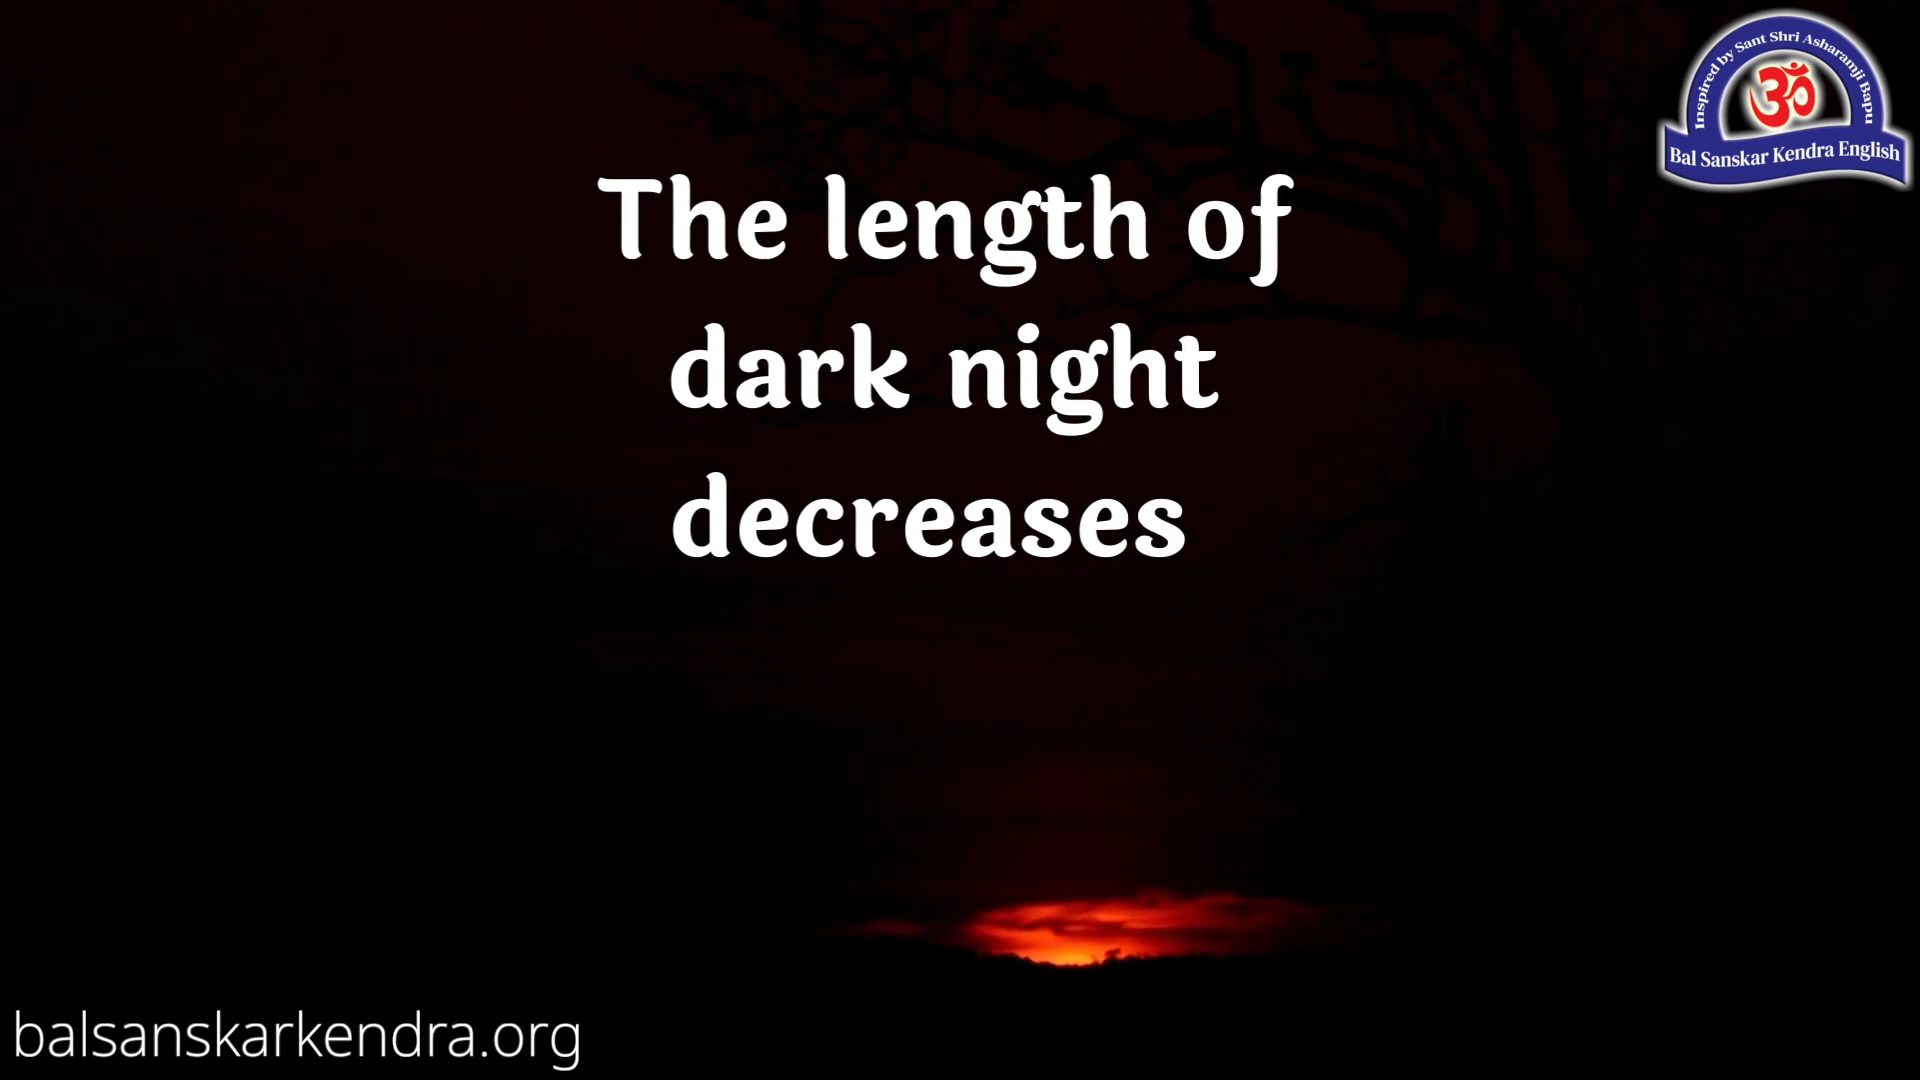 Inspired by Sant Shri Asharamji Bapu
ॐ
Bal Sanskar Kendra English
The length of
dark night
decreases
balsanskarkendra.org